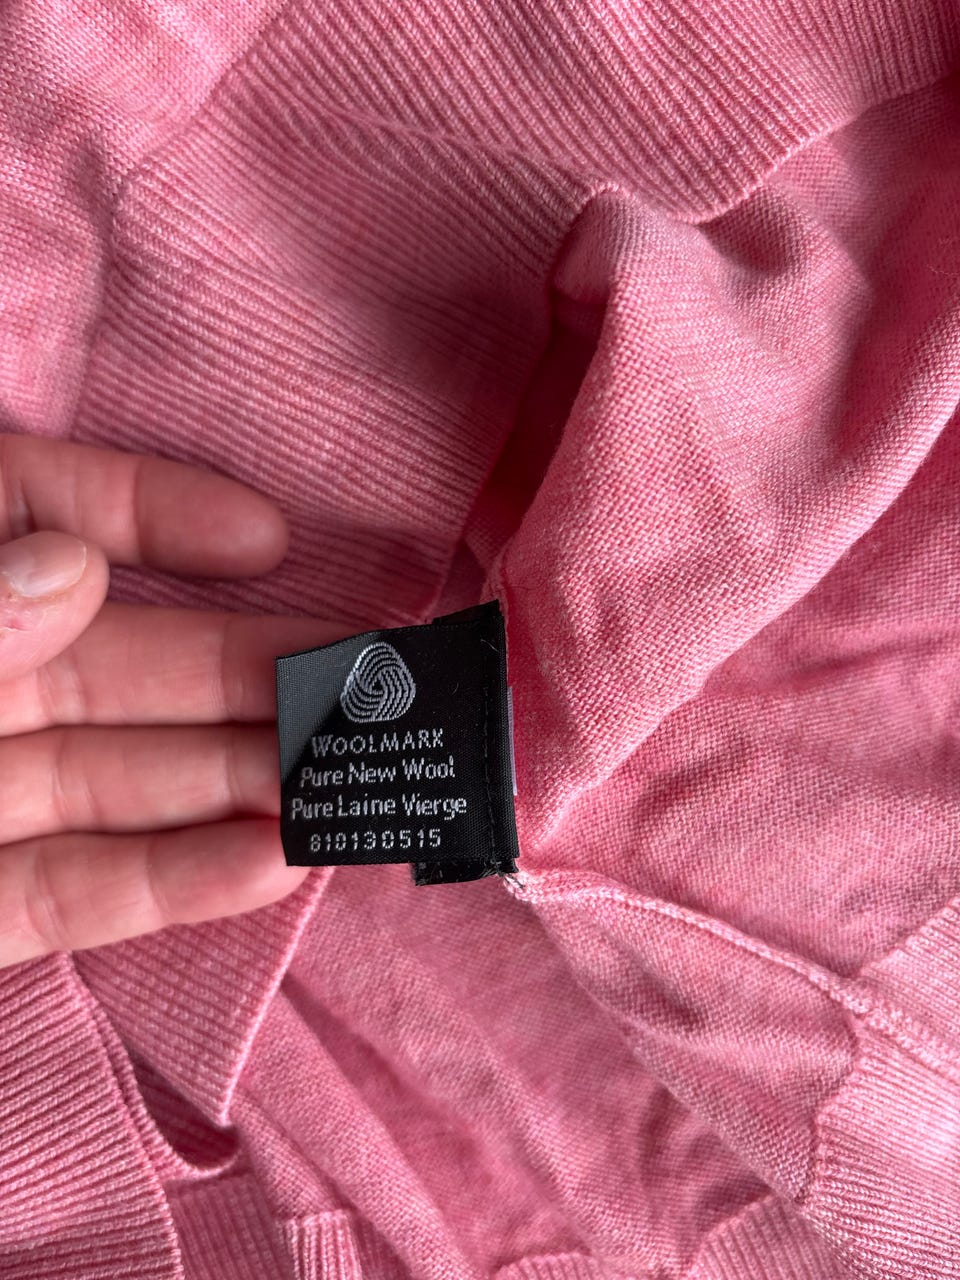 WOOLMARK
Pure New Wool
Pure Laine Vierge
810130515